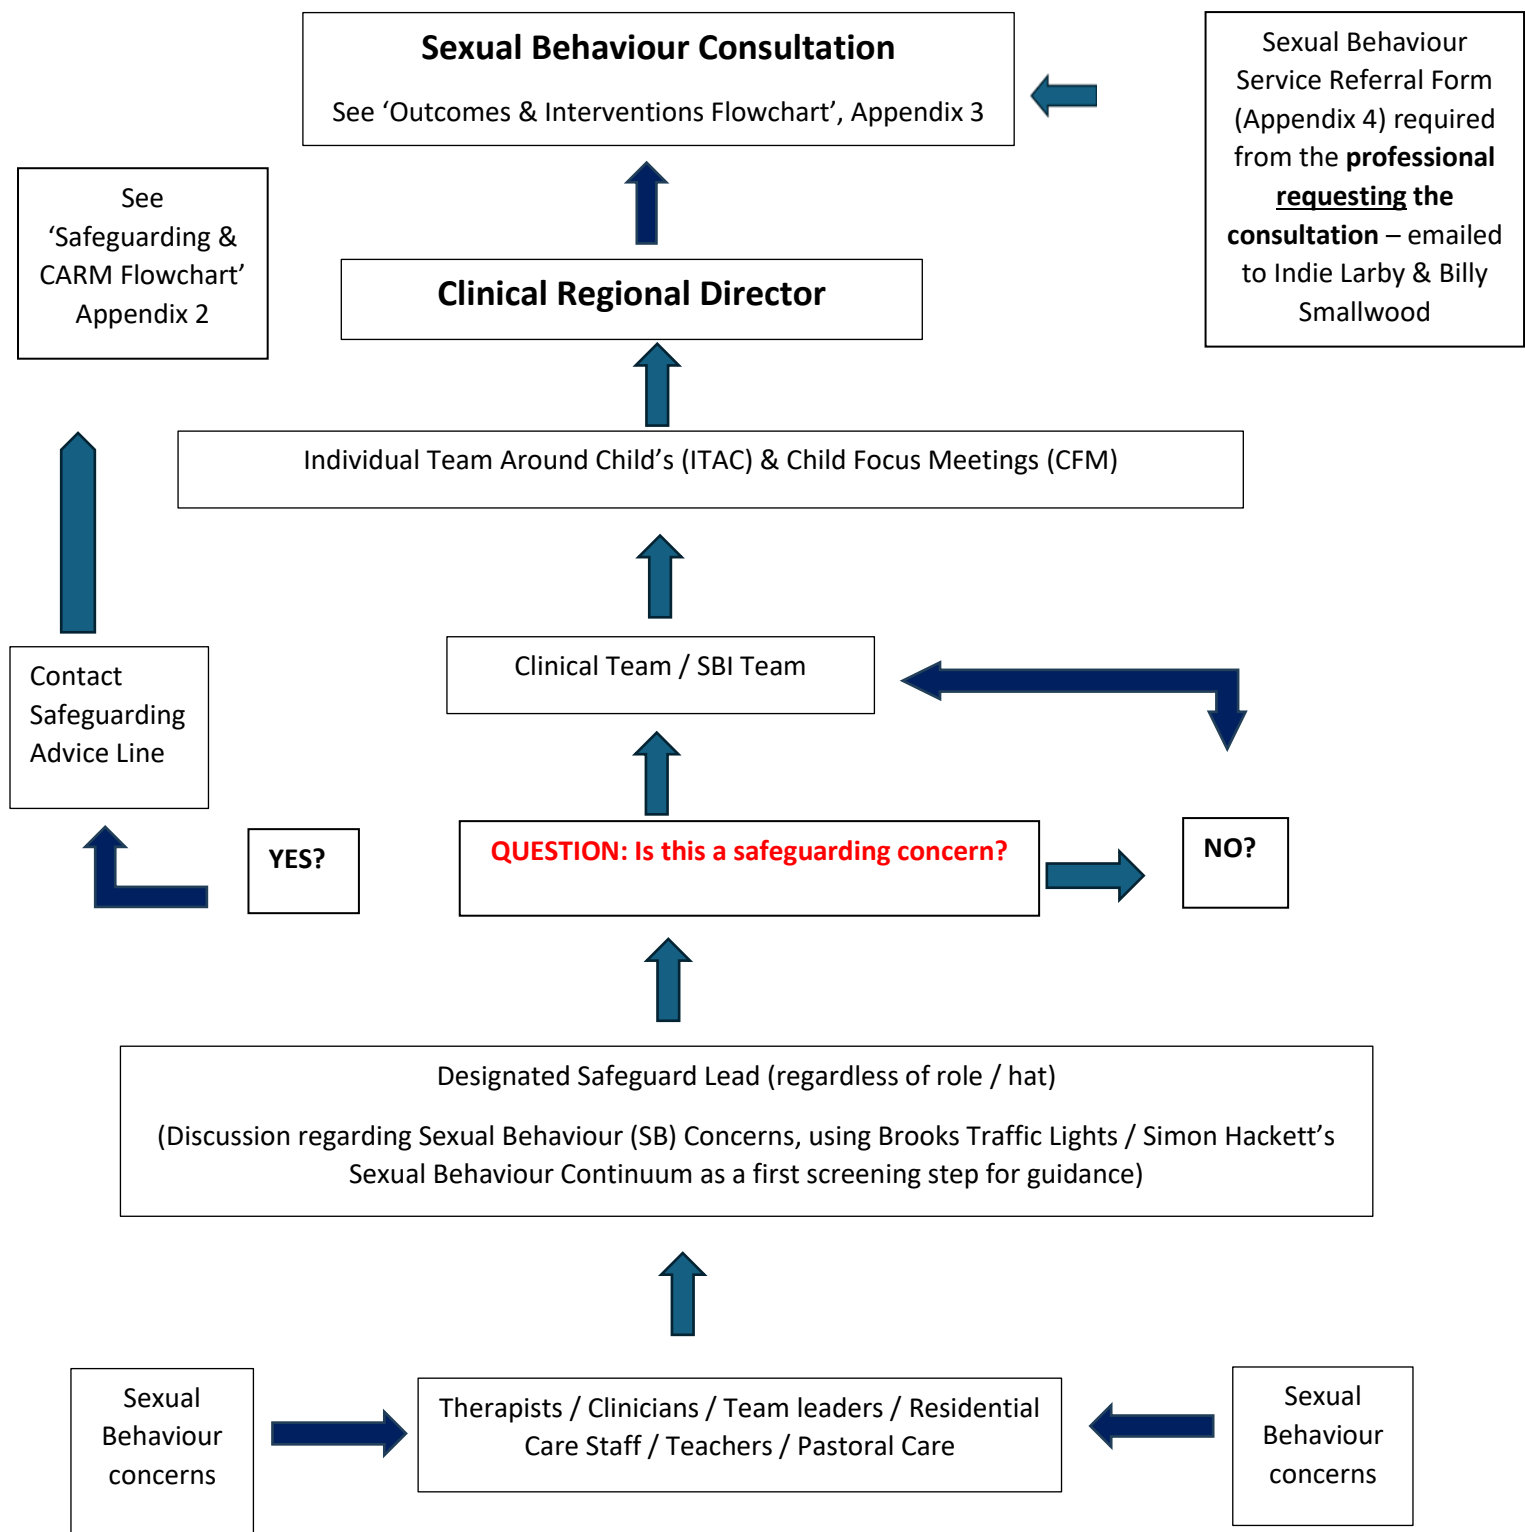 Sexual Behaviour Consultation
See ‘Outcomes & Interventions Flowchart’, Appendix 3
Sexual Behaviour
Service Referral Form
(Appendix 4) required
from the professional
requesting the
consultation – emailed
to Indie Larby & Billy
Smallwood
See
‘Safeguarding &
CARM Flowchart’
Appendix 2
Clinical Regional Director
Individual Team Around Child’s (ITAC) & Child Focus Meetings (CFM)
Clinical Team / SBI Team
Contact
Safeguarding
Advice Line
YES?
QUESTION: Is this a safeguarding concern?
NO?
Designated Safeguard Lead (regardless of role / hat)
(Discussion regarding Sexual Behaviour (SB) Concerns, using Brooks Traffic Lights / Simon Hackett’s
Sexual Behaviour Continuum as a first screening step for guidance)
Sexual
Behaviour
concerns
Therapists / Clinicians / Team leaders / Residential
Care Staff / Teachers / Pastoral Care
Sexual
Behaviour
concerns